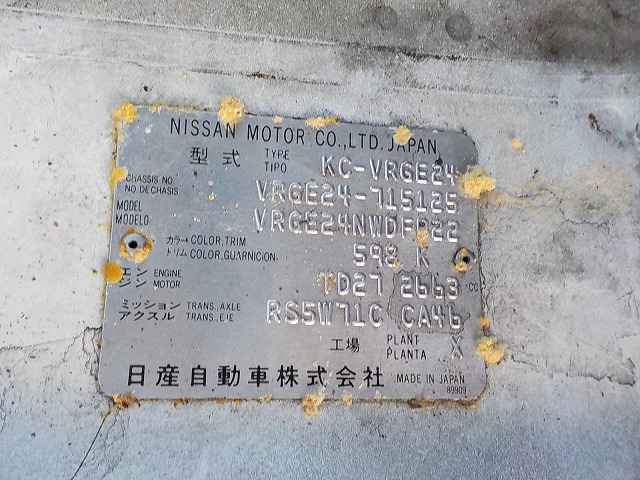 NISSAN MOTOR CO.,LTD. JAPAN
型式 TYPE TIPO KC-VRGE24
CHASSIS NO. NO. DE CHASIS VRGE24-715125
MODEL MODELO VRGE24NWDFP22
カラー COLOR, TRIM トリム COLOR, GUARNICION 598 K
エンジン ENGINE MOTOR TD27 2663 CC
ミッション アクスル TRANS., AXLE TRANS., EJE RS5W71C CA46
工場 PLANT PLANTA X
日産自動車株式会社 MADE IN JAPAN
89909